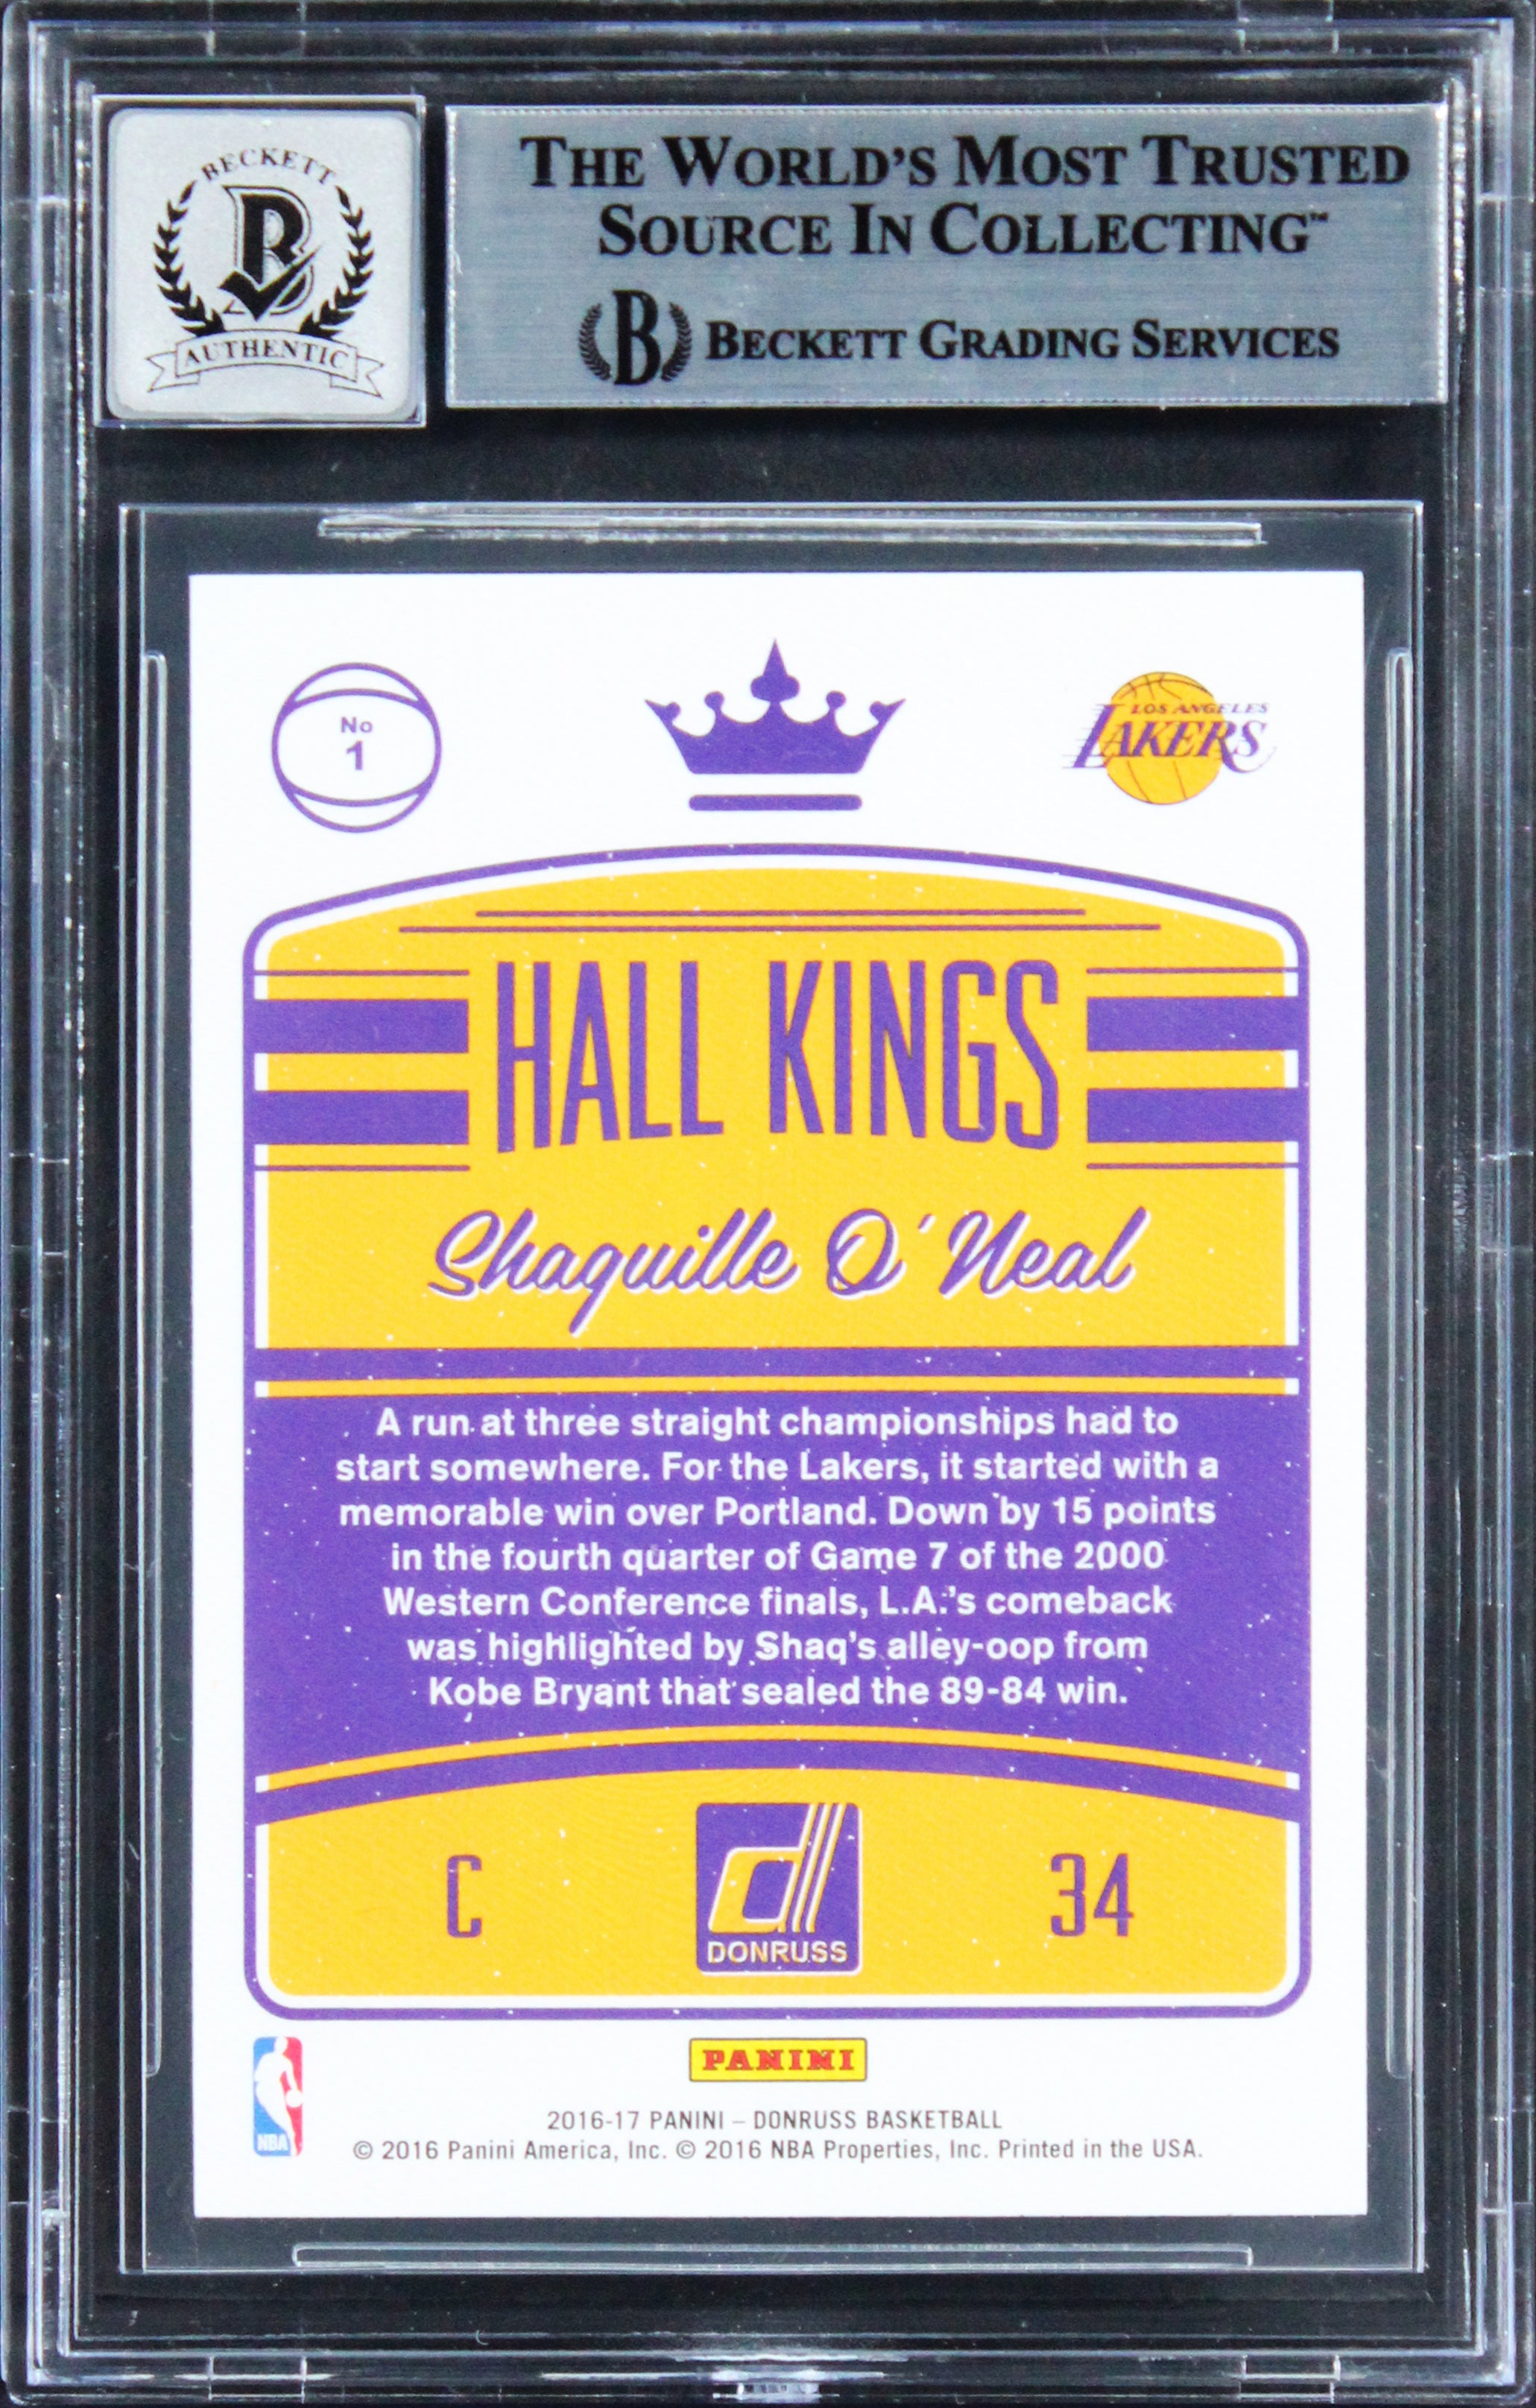 BECKETT
B
AUTHENTIC
THE WORLD'S MOST TRUSTED
SOURCE IN COLLECTING™
B BECKETT GRADING SERVICES
No
1
LOS ANGELES
LAKERS
HALL KINGS
Shaquille O'Neal
A run at three straight championships had to
start somewhere. For the Lakers, it started with a
memorable win over Portland. Down by 15 points
in the fourth quarter of Game 7 of the 2000
Western Conference finals, L.A.'s comeback
was highlighted by Shaq's alley-oop from
Kobe Bryant that sealed the 89-84 win.
C
d
DONRUSS
34
PANINI
NBA
2016-17 PANINI – DONRUSS BASKETBALL
© 2016 Panini America, Inc. © 2016 NBA Properties, Inc. Printed in the USA.